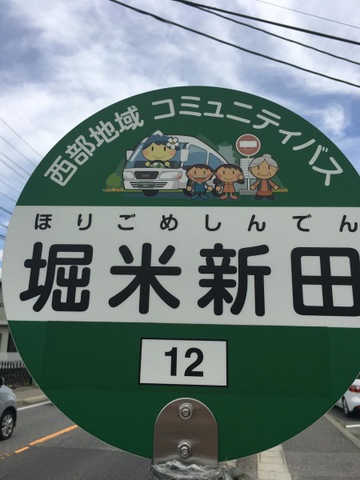 西部地域 コミュニティバス
ほりごめしんでん
堀米新田
12